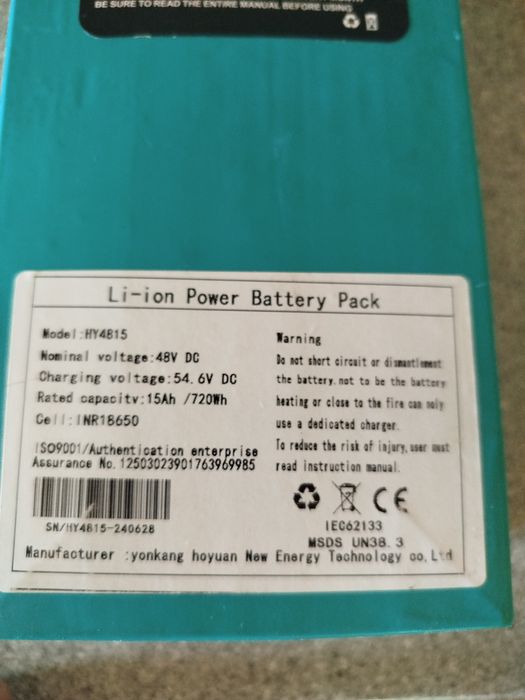 BE SURE TO READ THE ENTIRE MANUAL BEFORE USING
Li-ion Power Battery Pack
Model:HY4815
Nominal voltage:48V DC
Charging voltage:54.6V DC
Rated capacity:15Ah /720Wh
Cell:INR18650
ISO9001/Authentication enterprise
Assurance No.12503023901763969985
SN/HY4815-240628
Warning
Do not short circuit or dismantlement
the battery, not to be the battery
heating or close to the fire can noly
use a dedicated charger.
To reduce the risk of injury, user must
read instruction manual.
CE
IEC62133
MSDS UN38.3
Manufacturer :yonkang hoyuan New Energy Technology co,Ltd